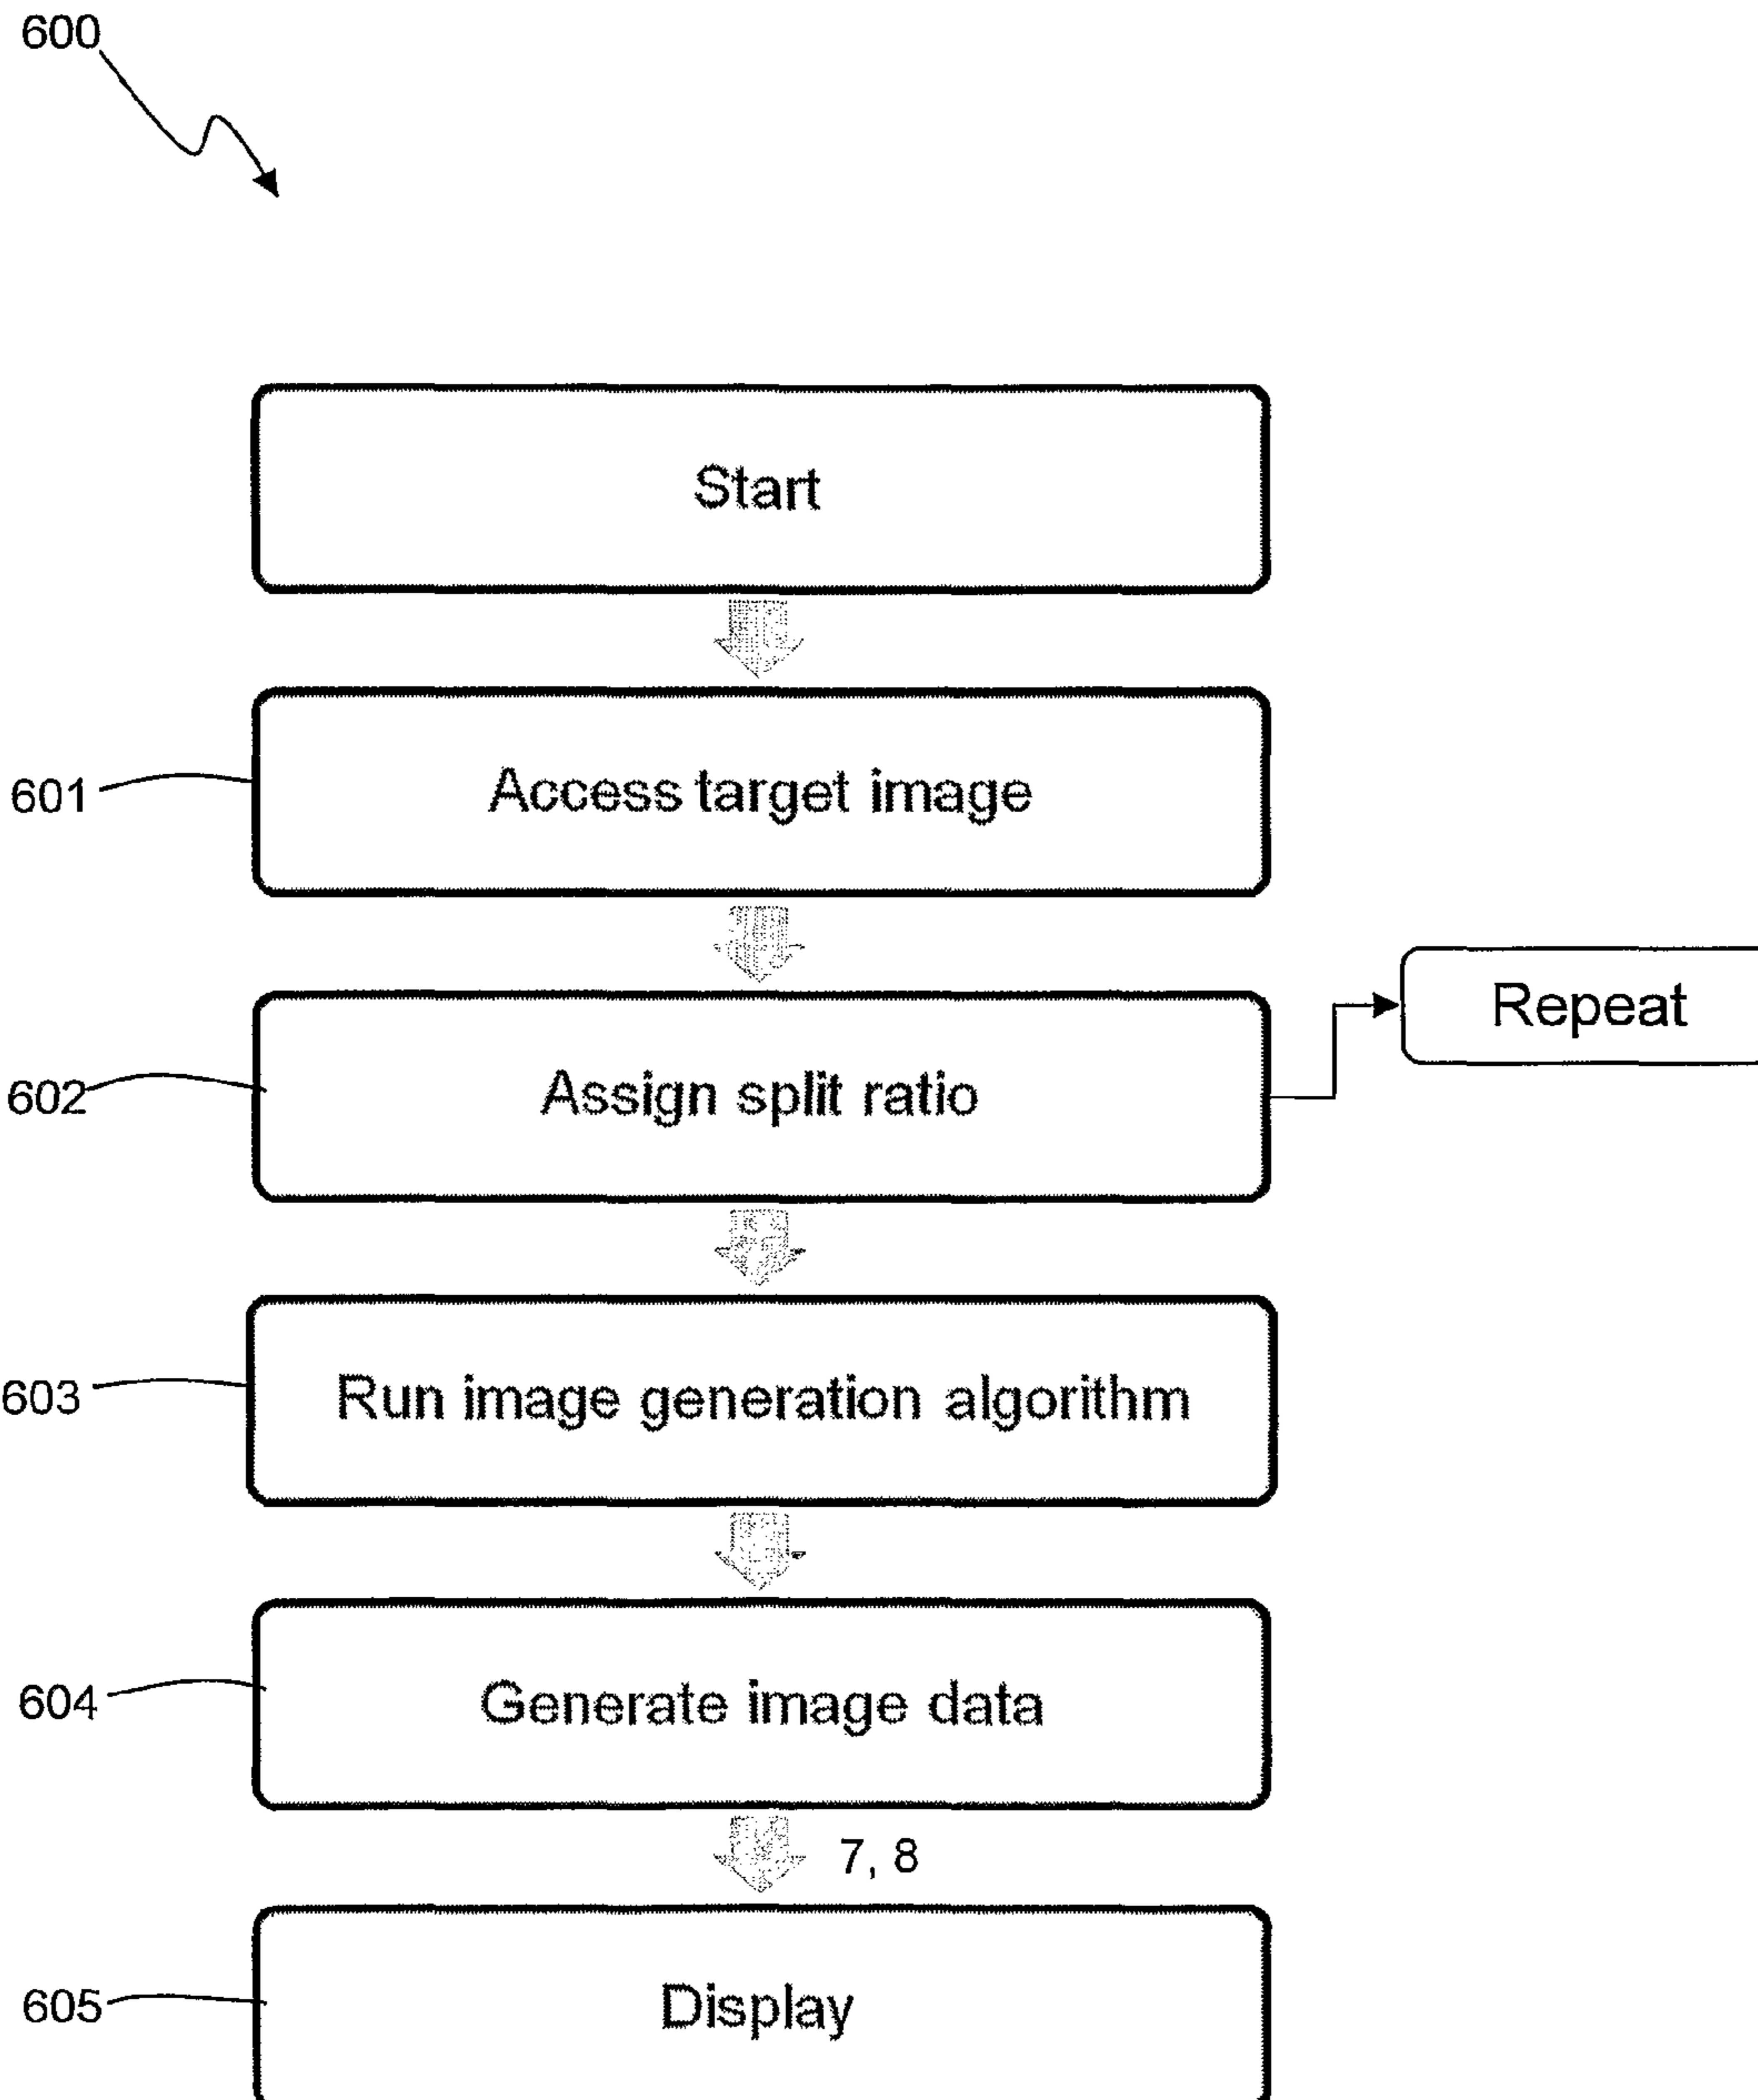 600
Start
601
Access target image
Repeat
602
Assign split ratio
603
Run image generation algorithm
604
Generate image data
7, 8
605
Display